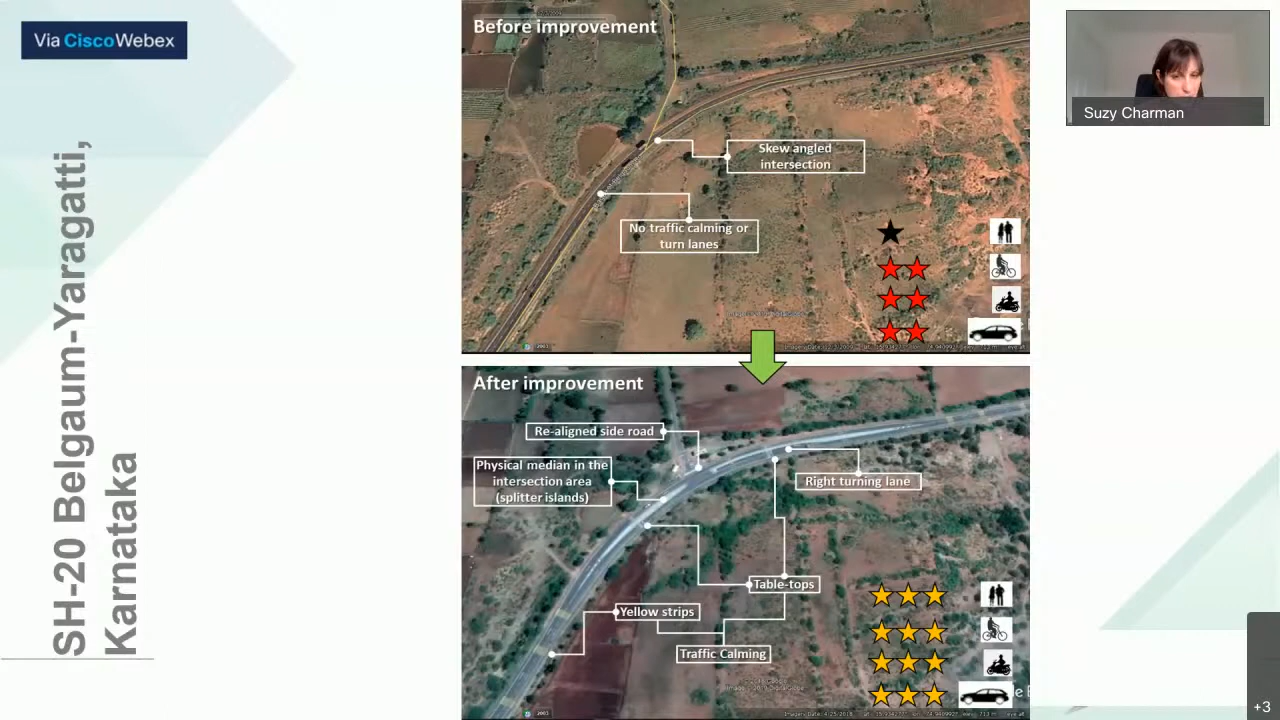 Via CiscoWebex
SH-20 Belgaum-Yaragatti,
Karnataka
Before improvement
Skew angled
intersection
No traffic calming or
turn lanes
2003
After improvement
Re-aligned side road
Physical median in the
intersection area
(splitter islands)
Right turning lane
Table-tops
Yellow strips
Traffic Calming
2003
Suzy Charman
+3